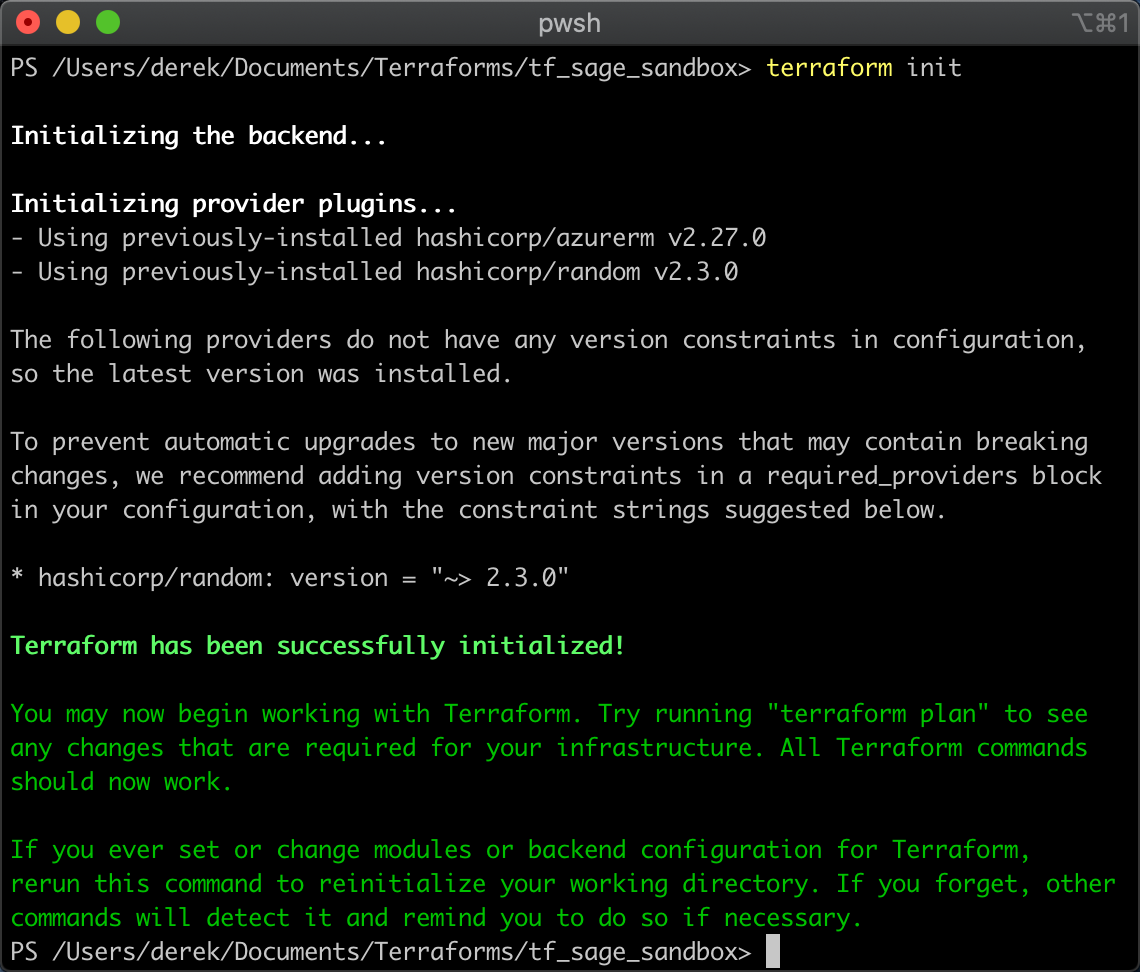 pwsh
⌥⌘1
PS /Users/derek/Documents/Terraforms/tf_sage_sandbox> terraform init
Initializing the backend...
Initializing provider plugins...
- Using previously-installed hashicorp/azurerm v2.27.0
- Using previously-installed hashicorp/random v2.3.0
The following providers do not have any version constraints in configuration,
so the latest version was installed.
To prevent automatic upgrades to new major versions that may contain breaking
changes, we recommend adding version constraints in a required_providers block
in your configuration, with the constraint strings suggested below.
* hashicorp/random: version = "~> 2.3.0"
Terraform has been successfully initialized!
You may now begin working with Terraform. Try running "terraform plan" to see
any changes that are required for your infrastructure. All Terraform commands
should now work.
If you ever set or change modules or backend configuration for Terraform,
rerun this command to reinitialize your working directory. If you forget, other
commands will detect it and remind you to do so if necessary.
PS /Users/derek/Documents/Terraforms/tf_sage_sandbox>